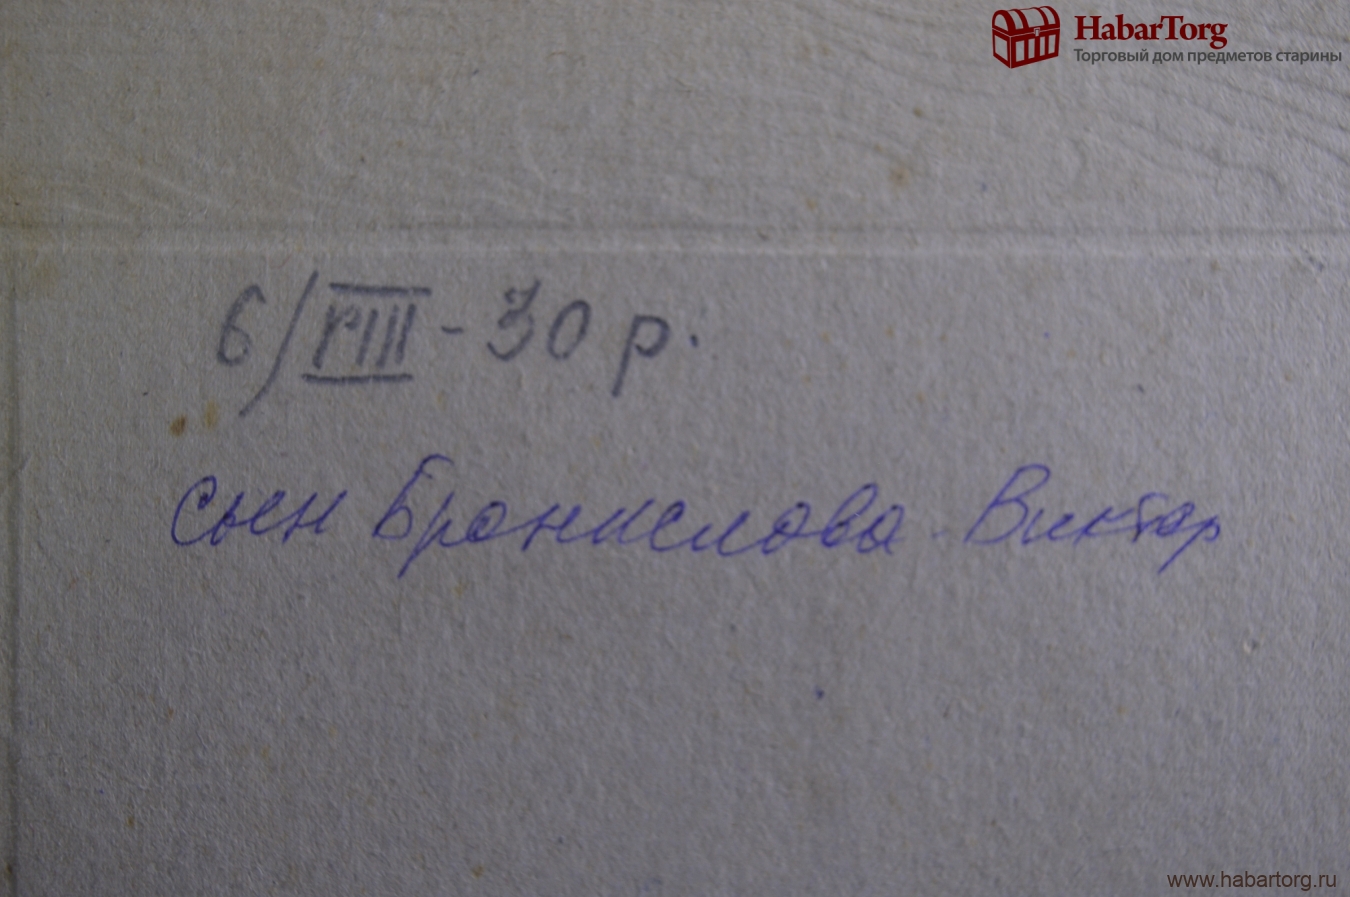 HabarTorg
Торговый дом предметов старины
6/VIII - 30 р.
сын Бронислова - Виктор
www.habartorg.ru